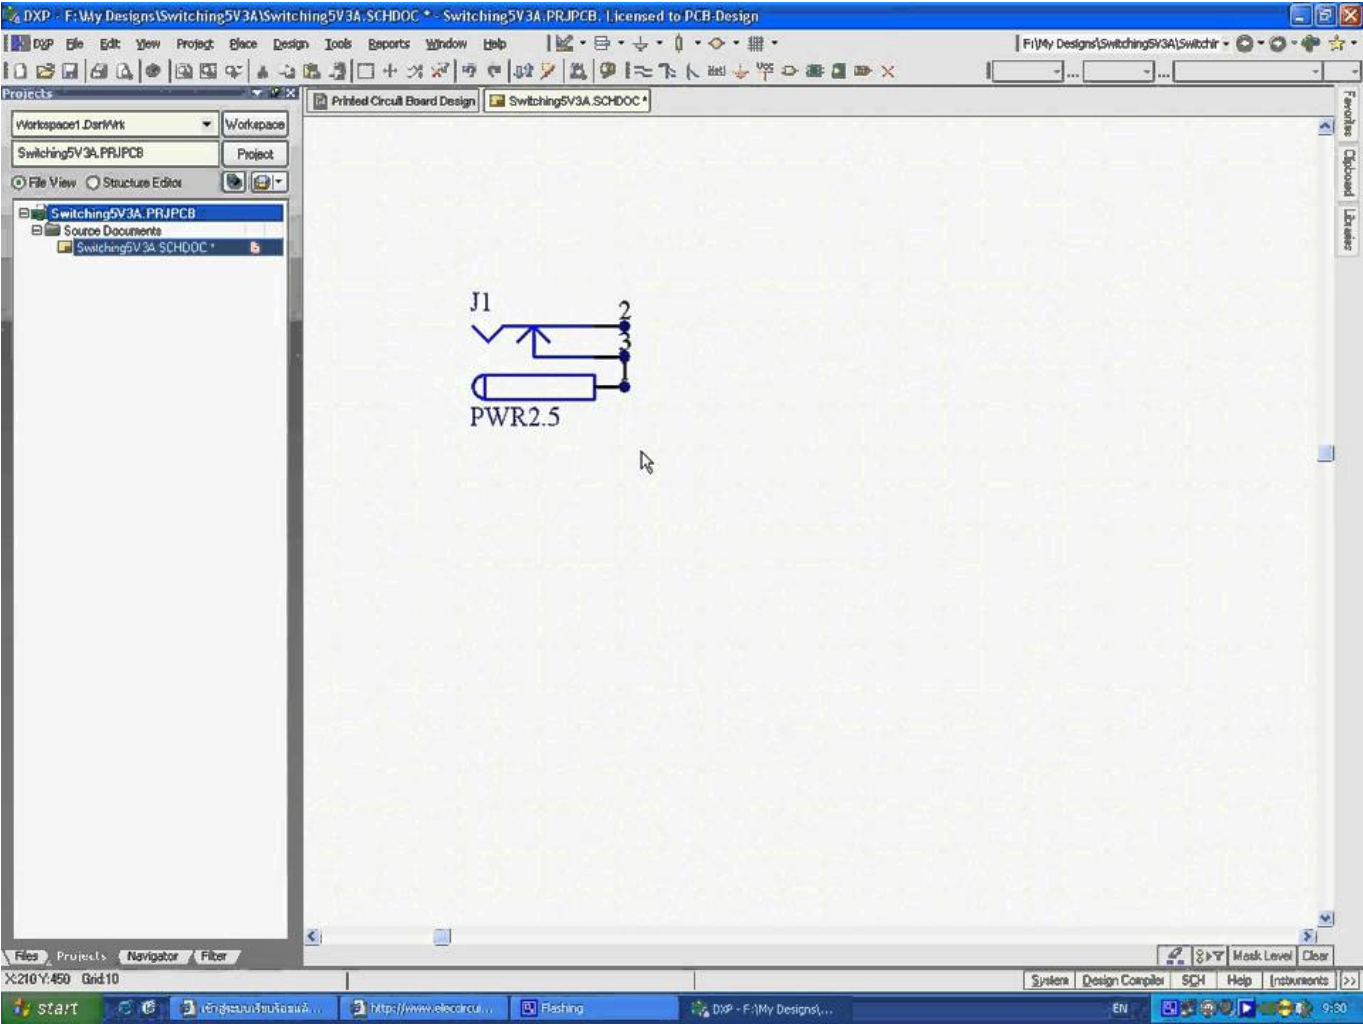 DXP - F:\My Designs\Switching5V3A\Switching5V3A.SCHDOC * - Switching5V3A.PRJPCB. Licensed to PCB-Design
DXP File Edit View Project Place Design Tools Reports Window Help
F:\My Designs\Switching5V3A\Switchir
Projects
Printed Circuit Board Design
Switching5V3A.SCHDOC *
Workspace1.DsnWrk
Workspace
Switching5V3A.PRJPCB
Project
File View Structure Editor
Switching5V3A.PRJPCB
Source Documents
Switching5V3A.SCHDOC *
Favorites
Clipboard
Libraries
J1
2
3
PWR2.5
Files Projects Navigator Filter
Mask Level Clear
X:210 Y:450 Grid:10
System Design Compiler SCH Help Instruments >>
start
http://www.eleccircui...
Flashing
DXP - F:\My Designs\...
EN
9:30